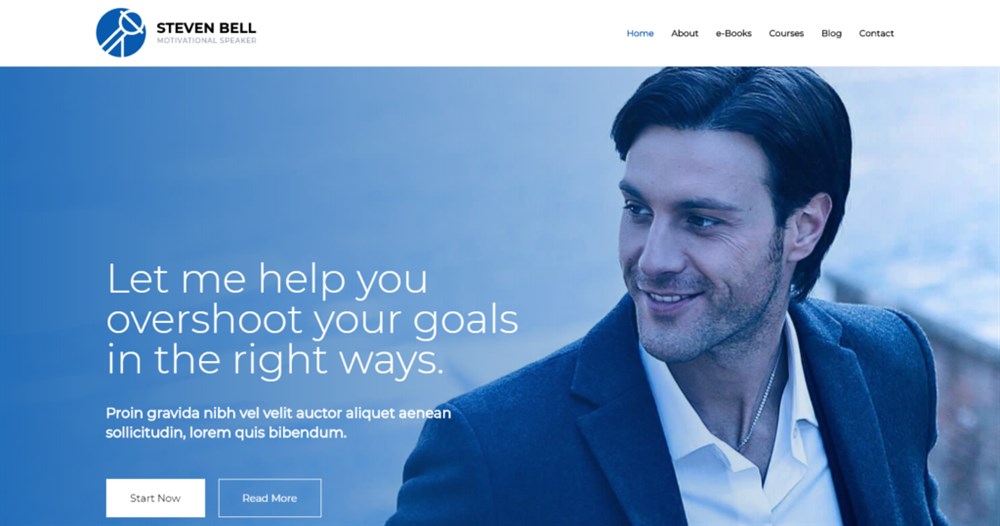 STEVEN BELL
MOTIVATIONAL SPEAKER
Home About e-Books Courses Blog Contact
Let me help you
overshoot your goals
in the right ways.
Proin gravida nibh vel velit auctor aliquet aenean
sollicitudin, lorem quis bibendum.
Start Now Read More